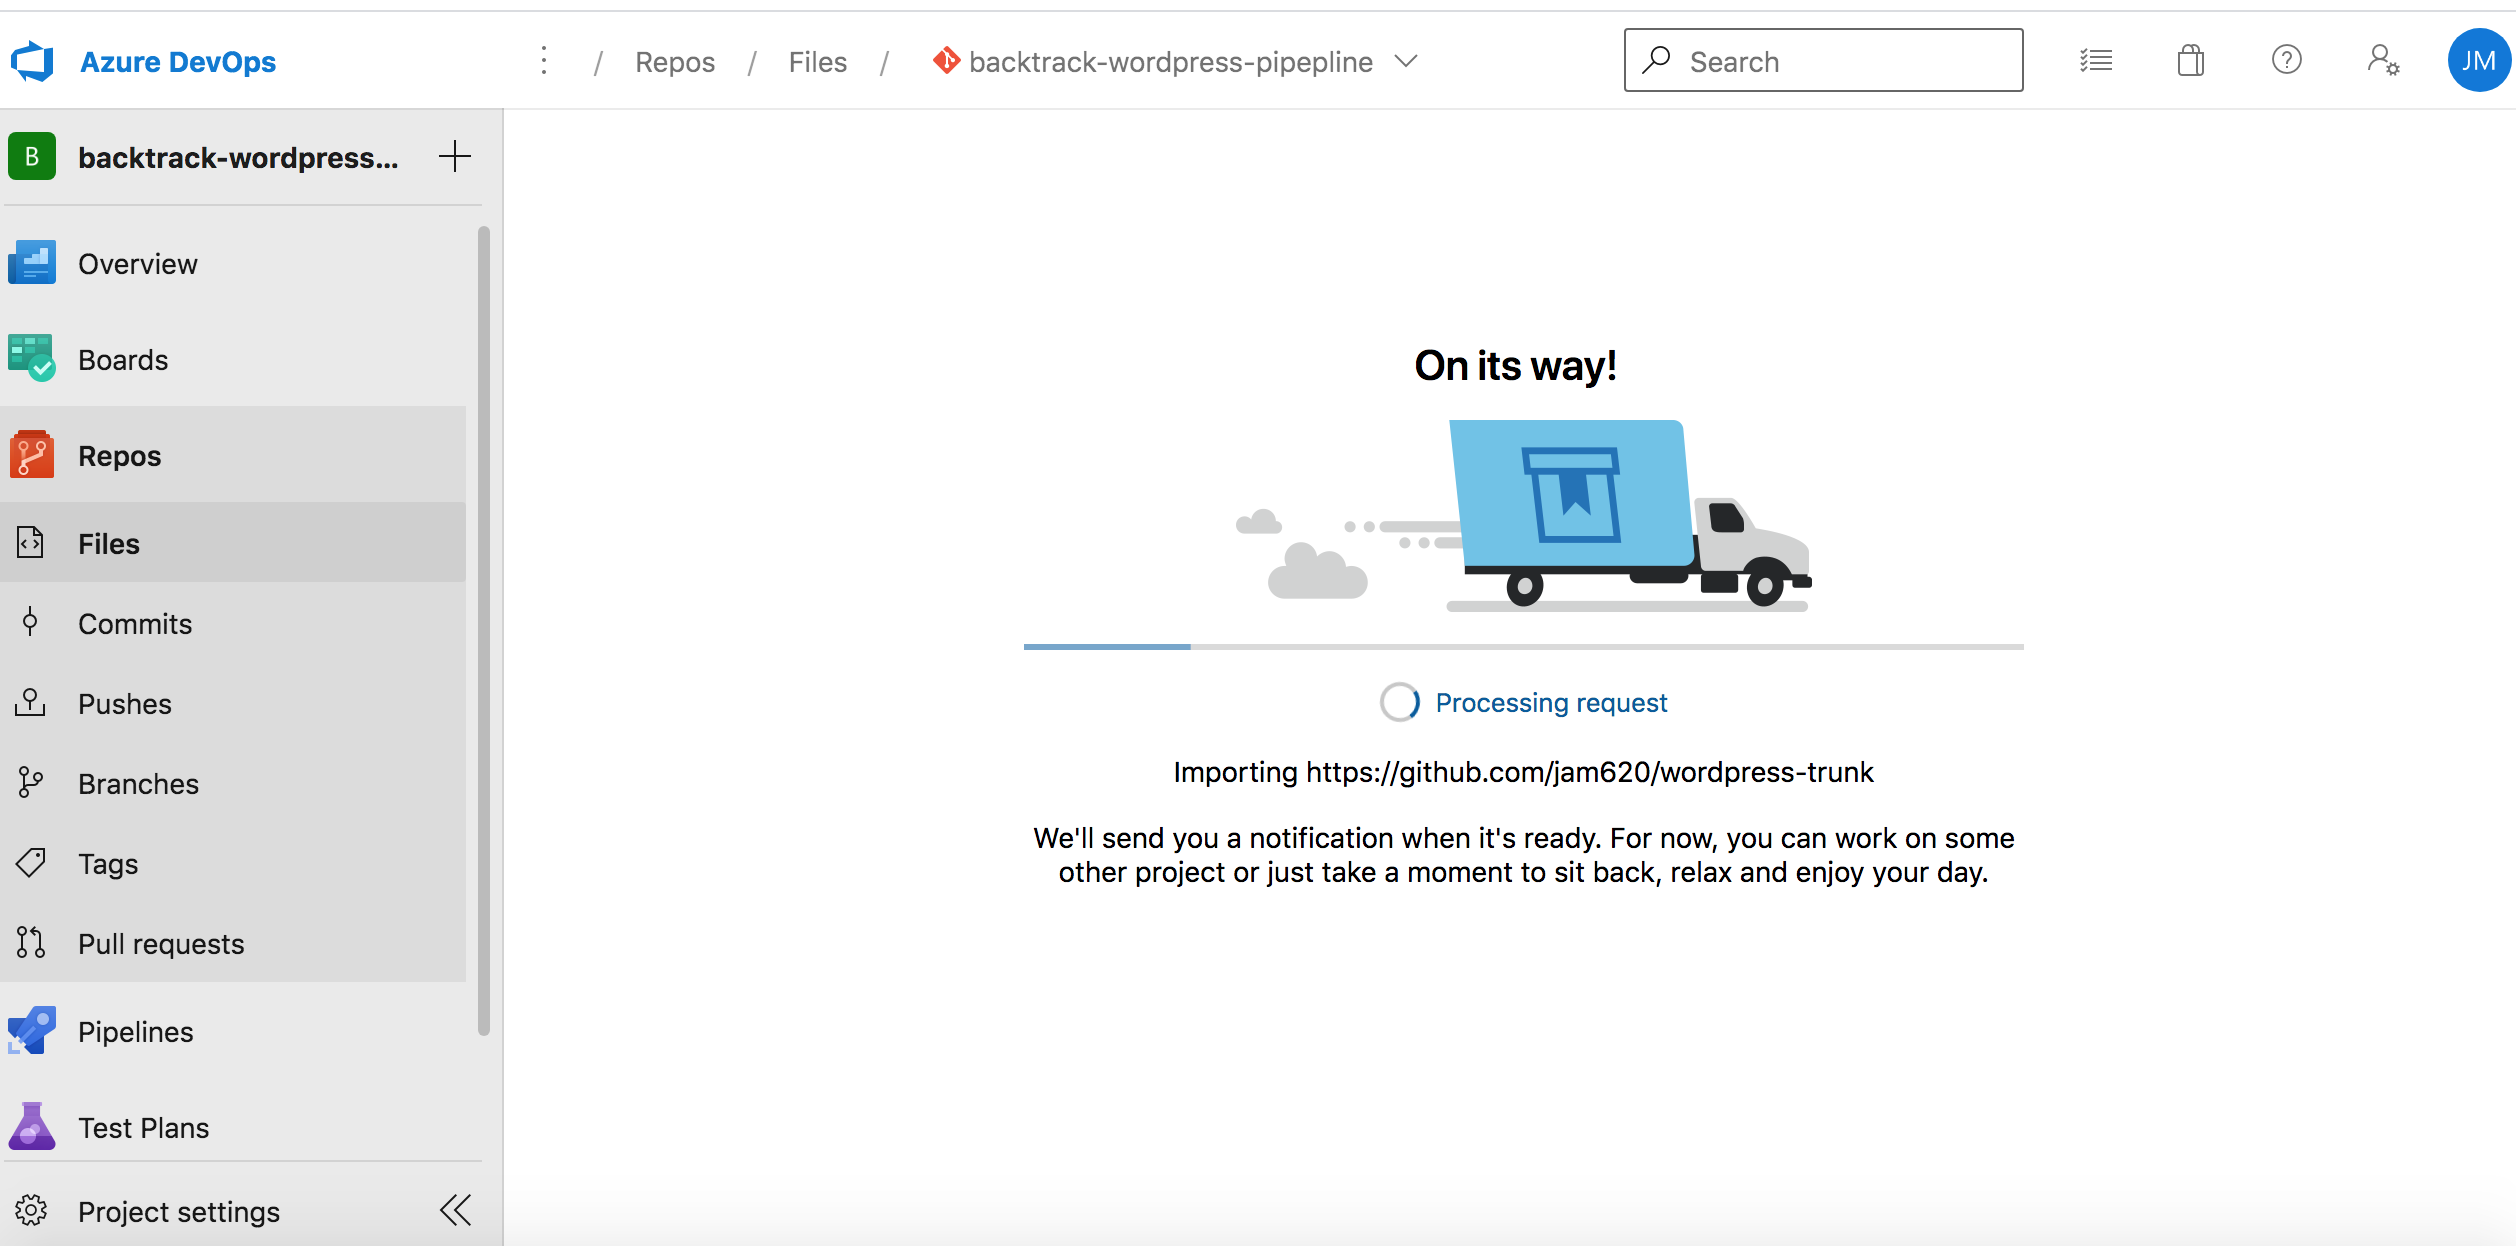 Azure DevOps
/ Repos / Files / backtrack-wordpress-pipepline
Search
JM
B
backtrack-wordpress...
Overview
Boards
Repos
Files
Commits
Pushes
Branches
Tags
Pull requests
Pipelines
Test Plans
Project settings
On its way!
Processing request
Importing https://github.com/jam620/wordpress-trunk
We'll send you a notification when it's ready. For now, you can work on some
other project or just take a moment to sit back, relax and enjoy your day.